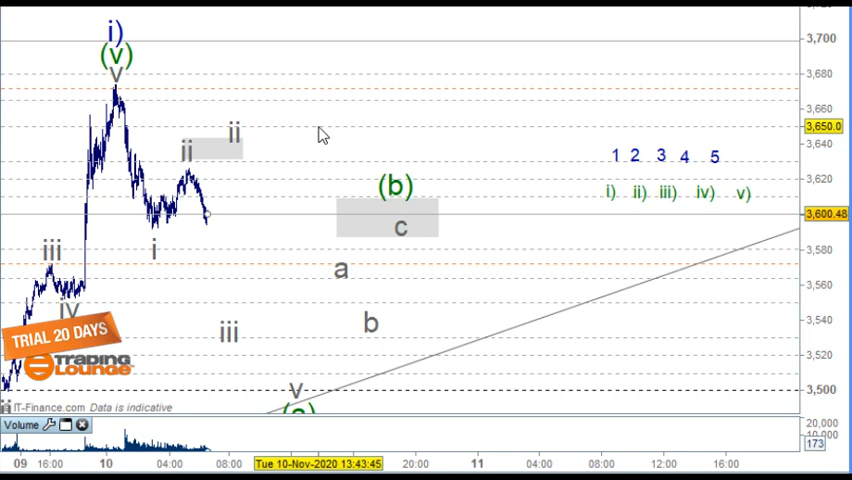 3,700
3,680
3,660
3,650.0
3,640
3,620
3,600.48
3,580
3,560
3,540
3,520
3,500
i)
(v)
v
ii
ii
iii
i
iv
iii
v
(b)
c
a
b
1 2 3 4 5
i) ii) iii) iv) v)
TRIAL 20 DAYS
TRADING
LOUNGE
© IT-Finance.com Data is indicative
Volume
20,000
10,000
173
09 16:00 10 04:00 08:00 Tue 10-Nov-2020 13:43:45 20:00 11 04:00 08:00 12:00 16:00